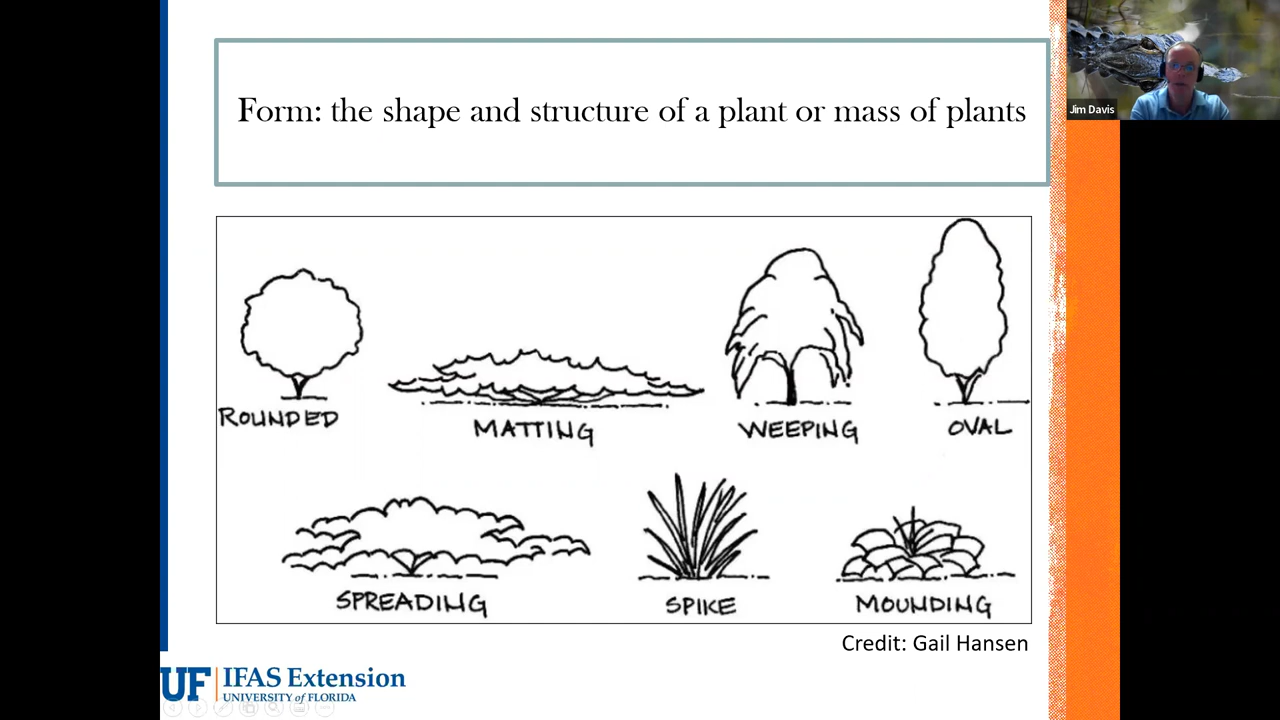 Form: the shape and structure of a plant or mass of plants
Jim Davis
ROUNDED
MATTING
WEEPING
OVAL
SPREADING
SPIKE
MOUNDING
Credit: Gail Hansen
UF IFAS Extension
UNIVERSITY of FLORIDA